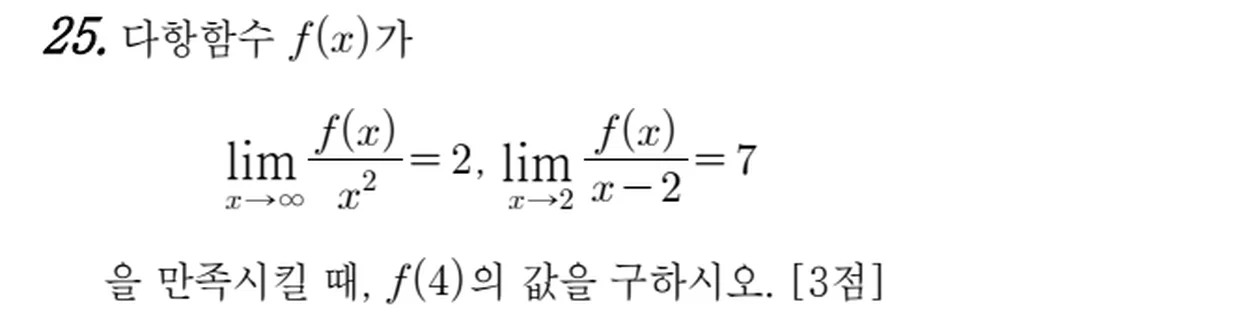 25. 다항함수 f(x)가
lim_{x→∞} f(x)/x² = 2, lim_{x→2} f(x)/(x−2) = 7
을 만족시킬 때, f(4)의 값을 구하시오. [3점]